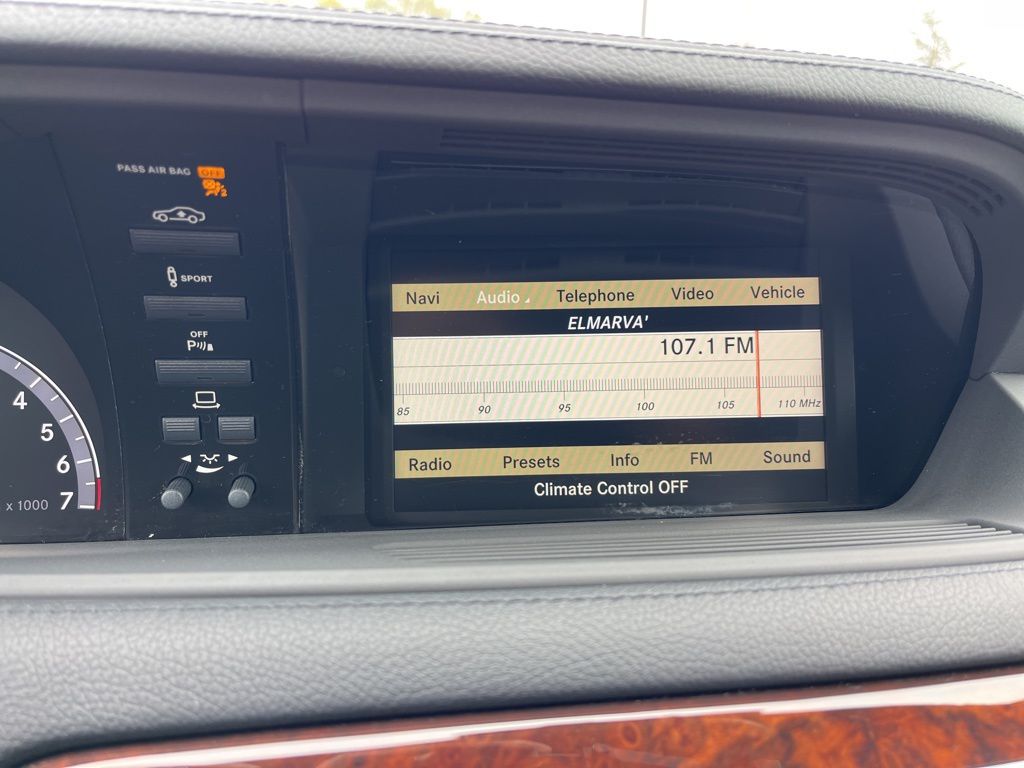 PASS AIR BAG OFF
SPORT
OFF
P
4
5
6
7
x 1000
Navi Audio Telephone Video Vehicle
ELMARVA'
107.1 FM
85 90 95 100 105 110 MHz
Radio Presets Info FM Sound
Climate Control OFF